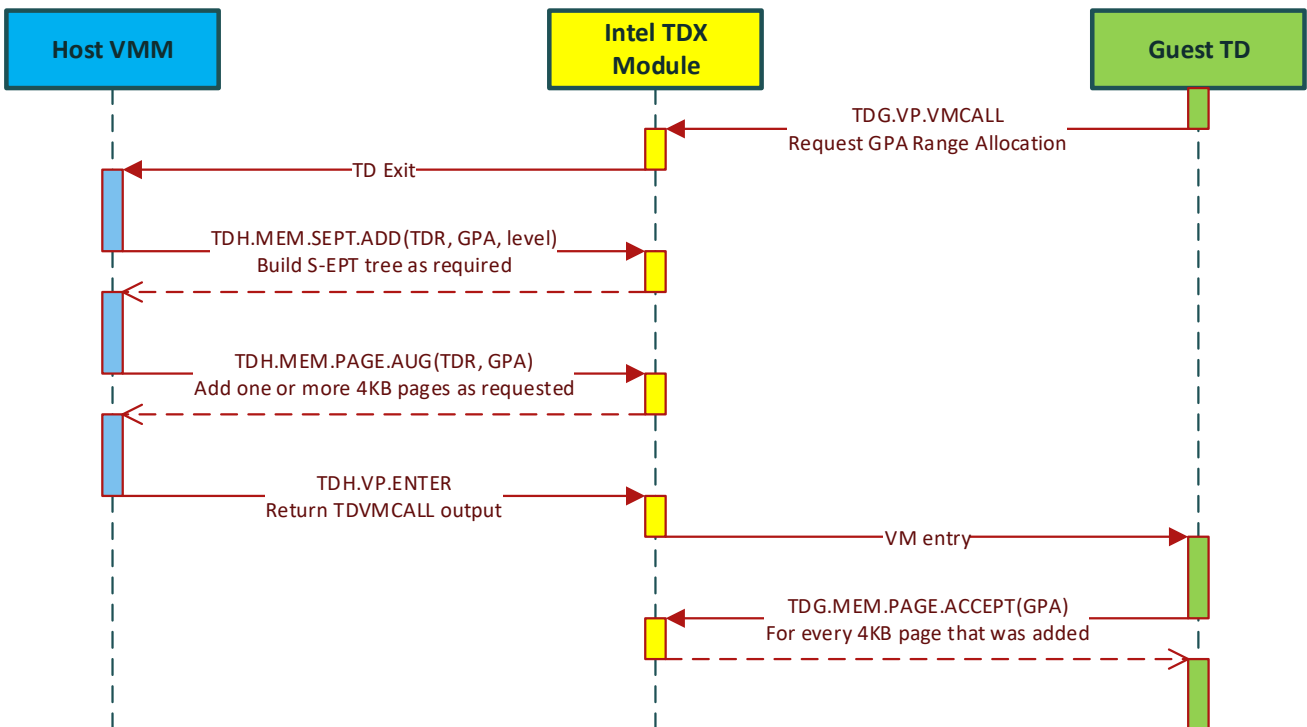 Host VMM
Intel TDX
Module
Guest TD
TDG.VP.VMCALL
Request GPA Range Allocation
TD Exit
TDH.MEM.SEPT.ADD(TDR, GPA, level)
Build S-EPT tree as required
TDH.MEM.PAGE.AUG(TDR, GPA)
Add one or more 4KB pages as requested
TDH.VP.ENTER
Return TDVMCALL output
VM entry
TDG.MEM.PAGE.ACCEPT(GPA)
For every 4KB page that was added